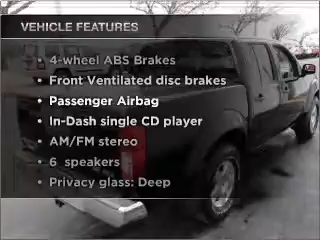 VEHICLE FEATURES
• 4-wheel ABS Brakes
• Front Ventilated disc brakes
• Passenger Airbag
• In-Dash single CD player
• AM/FM stereo
• 6 speakers
• Privacy glass: Deep